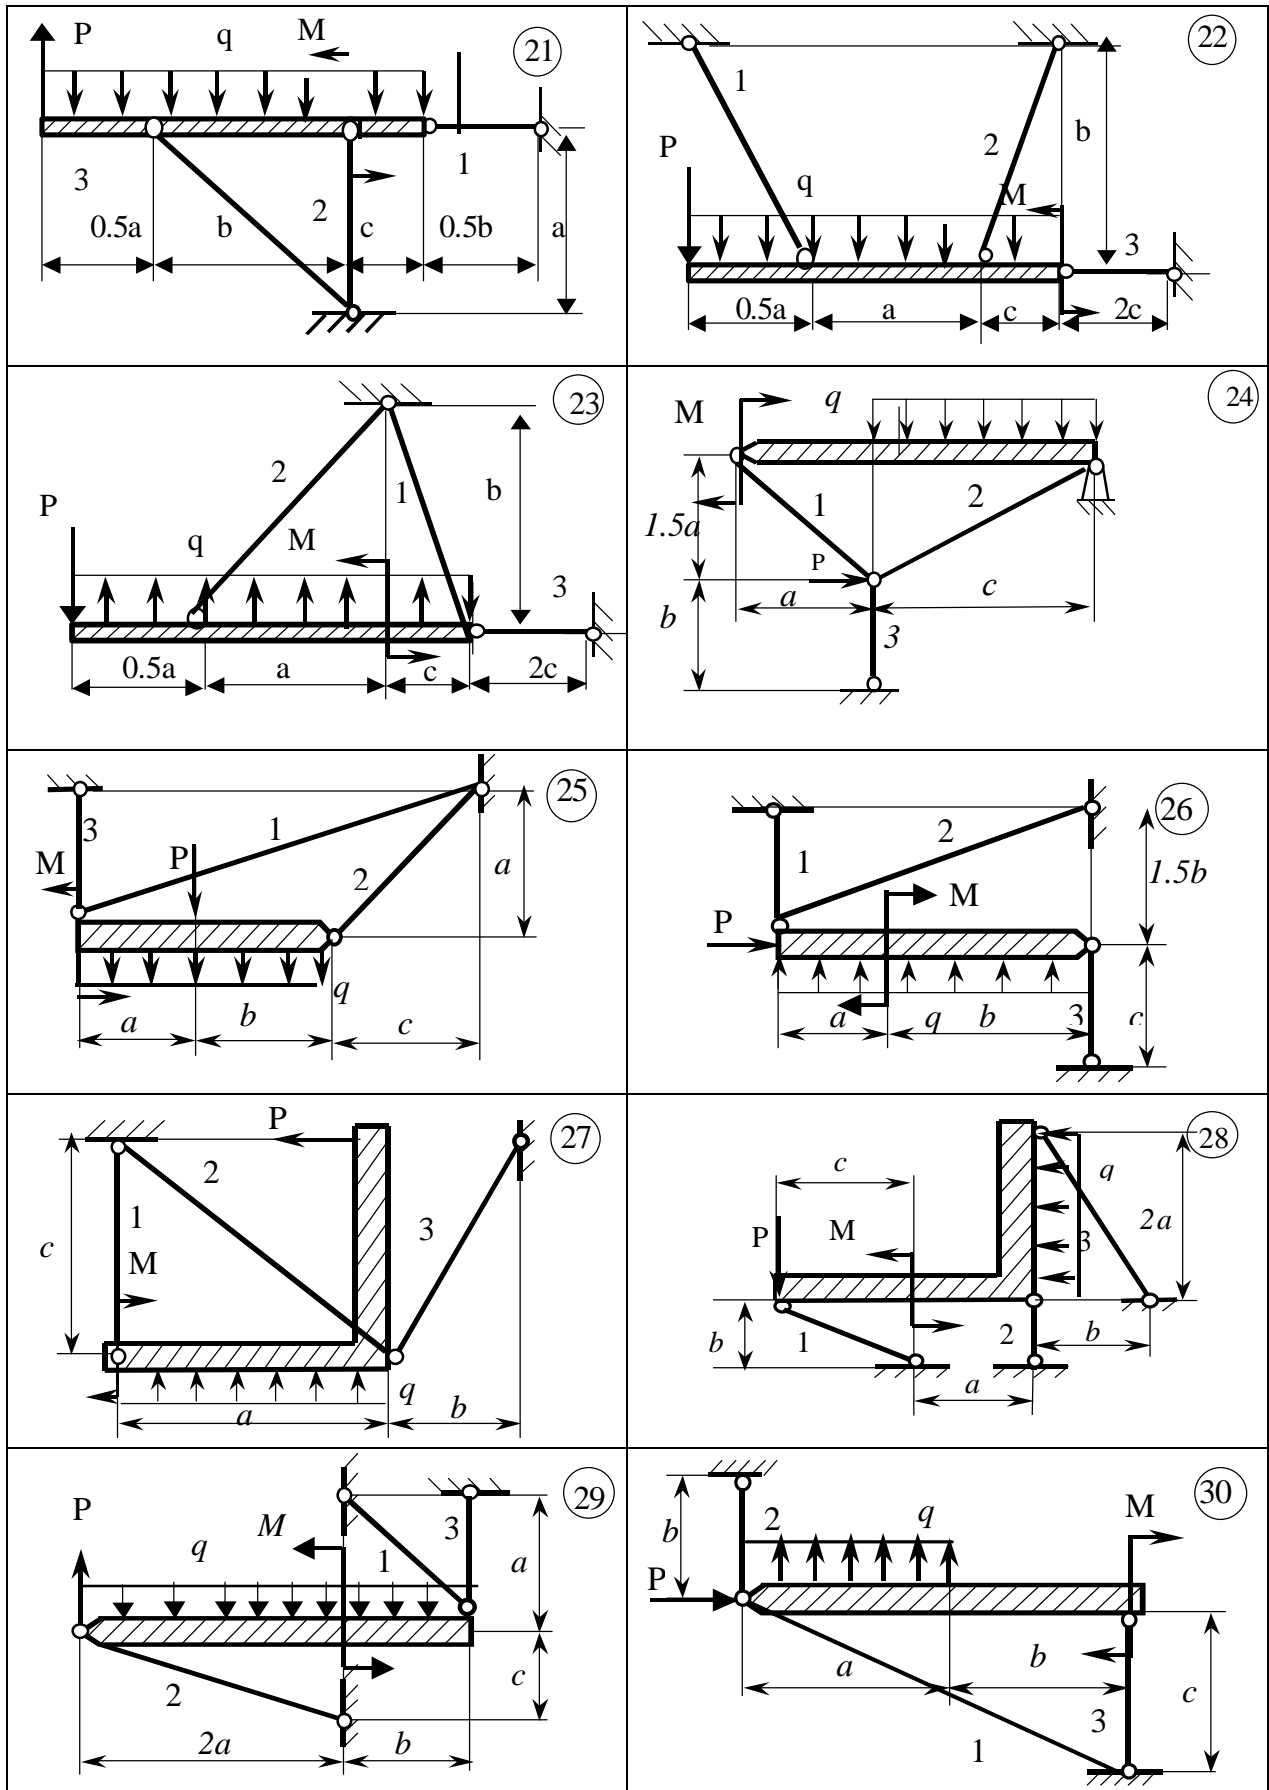 P q M 21
3 2 1
0.5a b c 0.5b a
22
1
P 2 b
q
M
3
0.5a a c 2c
23
2 1 b
P
q M
3
0.5a a c 2c
M q 24
1 2
1.5a
P
a c
b 3
25
3 1
M P 2 a
q
a b c
26
2
1 1.5b
M
P
a q b 3 c
P 27
2
1 3
c
M
q
a b
28
c q
P M 2a
3
b 1 2 b
a
29
P
M 3
q 1 a
2 c
2a b
30
M
b 2 q
P
a b
c
3
1